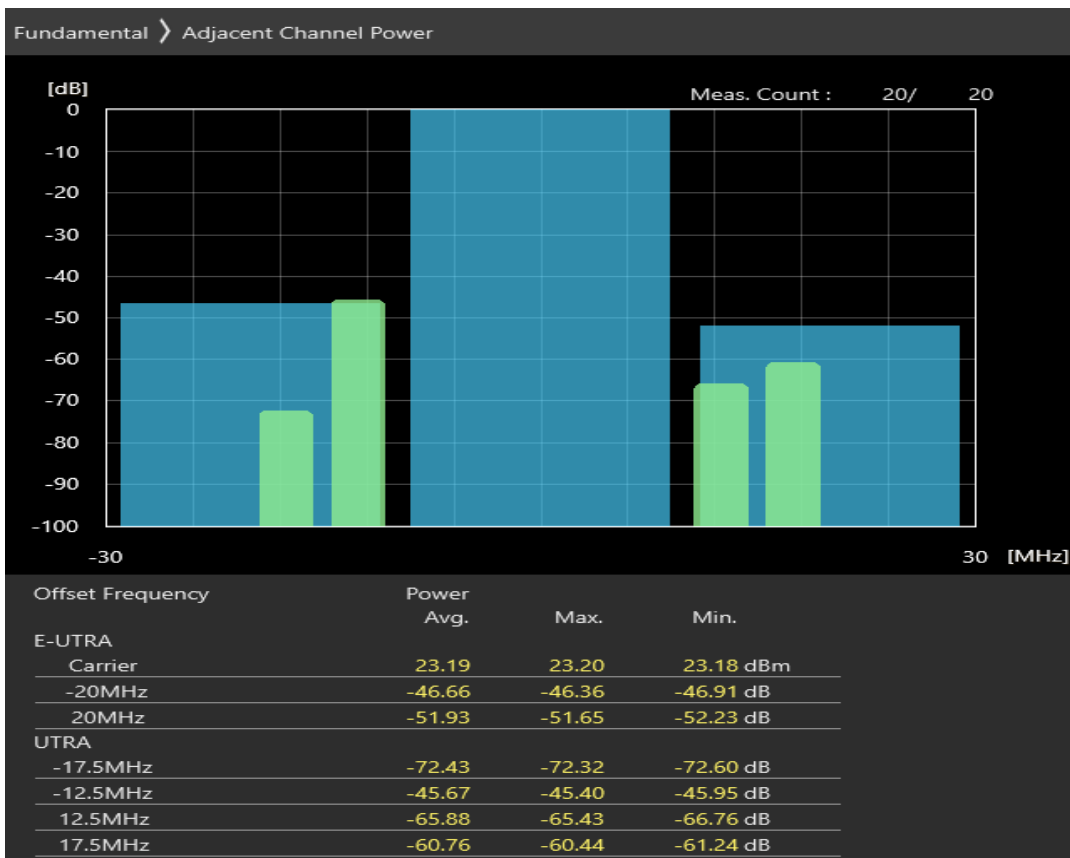 Fundamental 〉 Adjacent Channel Power
[dB]
Meas. Count : 20/ 20
0
-10
-20
-30
-40
-50
-60
-70
-80
-90
-100
-30 30 [MHz]
Offset Frequency Power
Avg. Max. Min.
E-UTRA
Carrier 23.19 23.20 23.18 dBm
-20MHz -46.66 -46.36 -46.91 dB
20MHz -51.93 -51.65 -52.23 dB
UTRA
-17.5MHz -72.43 -72.32 -72.60 dB
-12.5MHz -45.67 -45.40 -45.95 dB
12.5MHz -65.88 -65.43 -66.76 dB
17.5MHz -60.76 -60.44 -61.24 dB